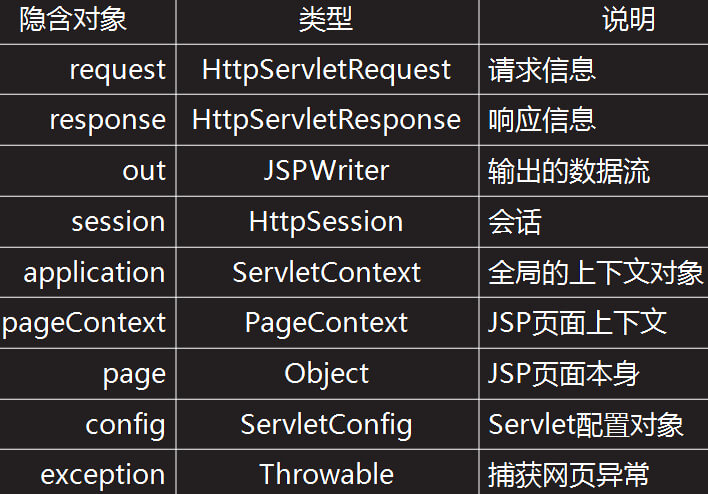 隐含对象 类型 说明
request HttpServletRequest 请求信息
response HttpServletResponse 响应信息
out JSPWriter 输出的数据流
session HttpSession 会话
application ServletContext 全局的上下文对象
pageContext PageContext JSP页面上下文
page Object JSP页面本身
config ServletConfig Servlet配置对象
exception Throwable 捕获网页异常